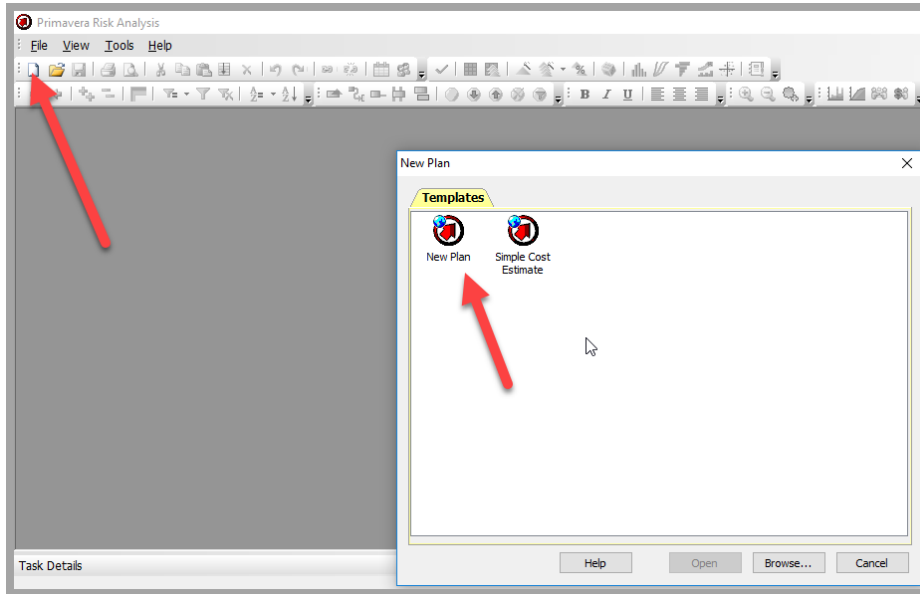 Primavera Risk Analysis
File View Tools Help
B I U
New Plan
Templates
New Plan
Simple Cost
Estimate
Task Details
Help Open Browse... Cancel